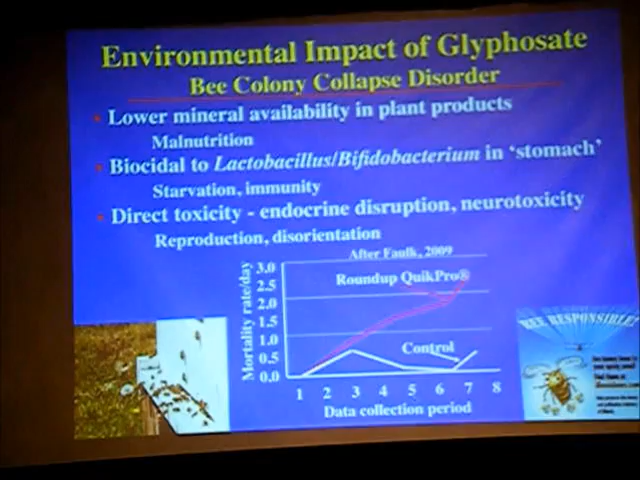 Environmental Impact of Glyphosate
Bee Colony Collapse Disorder
Lower mineral availability in plant products
Malnutrition
Biocidal to Lactobacillus/Bifidobacterium in ‘stomach’
Starvation, immunity
Direct toxicity - endocrine disruption, neurotoxicity
Reproduction, disorientation
After Faulk, 2009
Mortality rate/day
3.0
Roundup QuikPro®
2.5
2.0
1.5
1.0
Control
0.5
0.0
1 2 3 4 5 6 7 8
Data collection period
BEE RESPONSIBLE